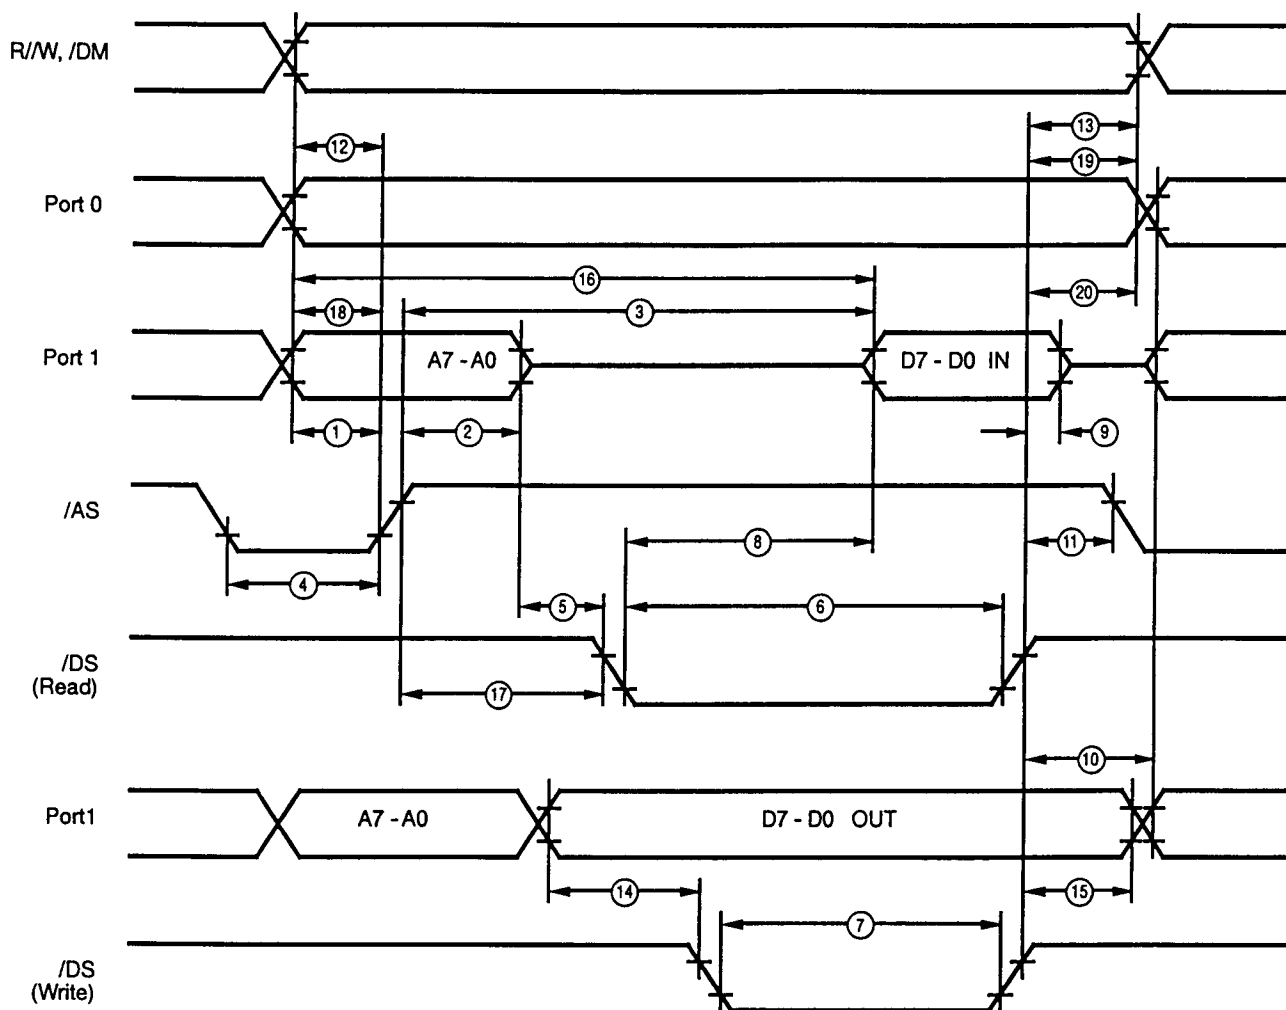 R//W, /DM
13
12
19
Port 0
16
20
18
3
Port 1
A7 - A0
D7 - D0 IN
1
2
9
/AS
8
11
4
5
6
/DS
(Read)
17
10
Port1
A7 - A0
D7 - D0 OUT
14
15
7
/DS
(Write)